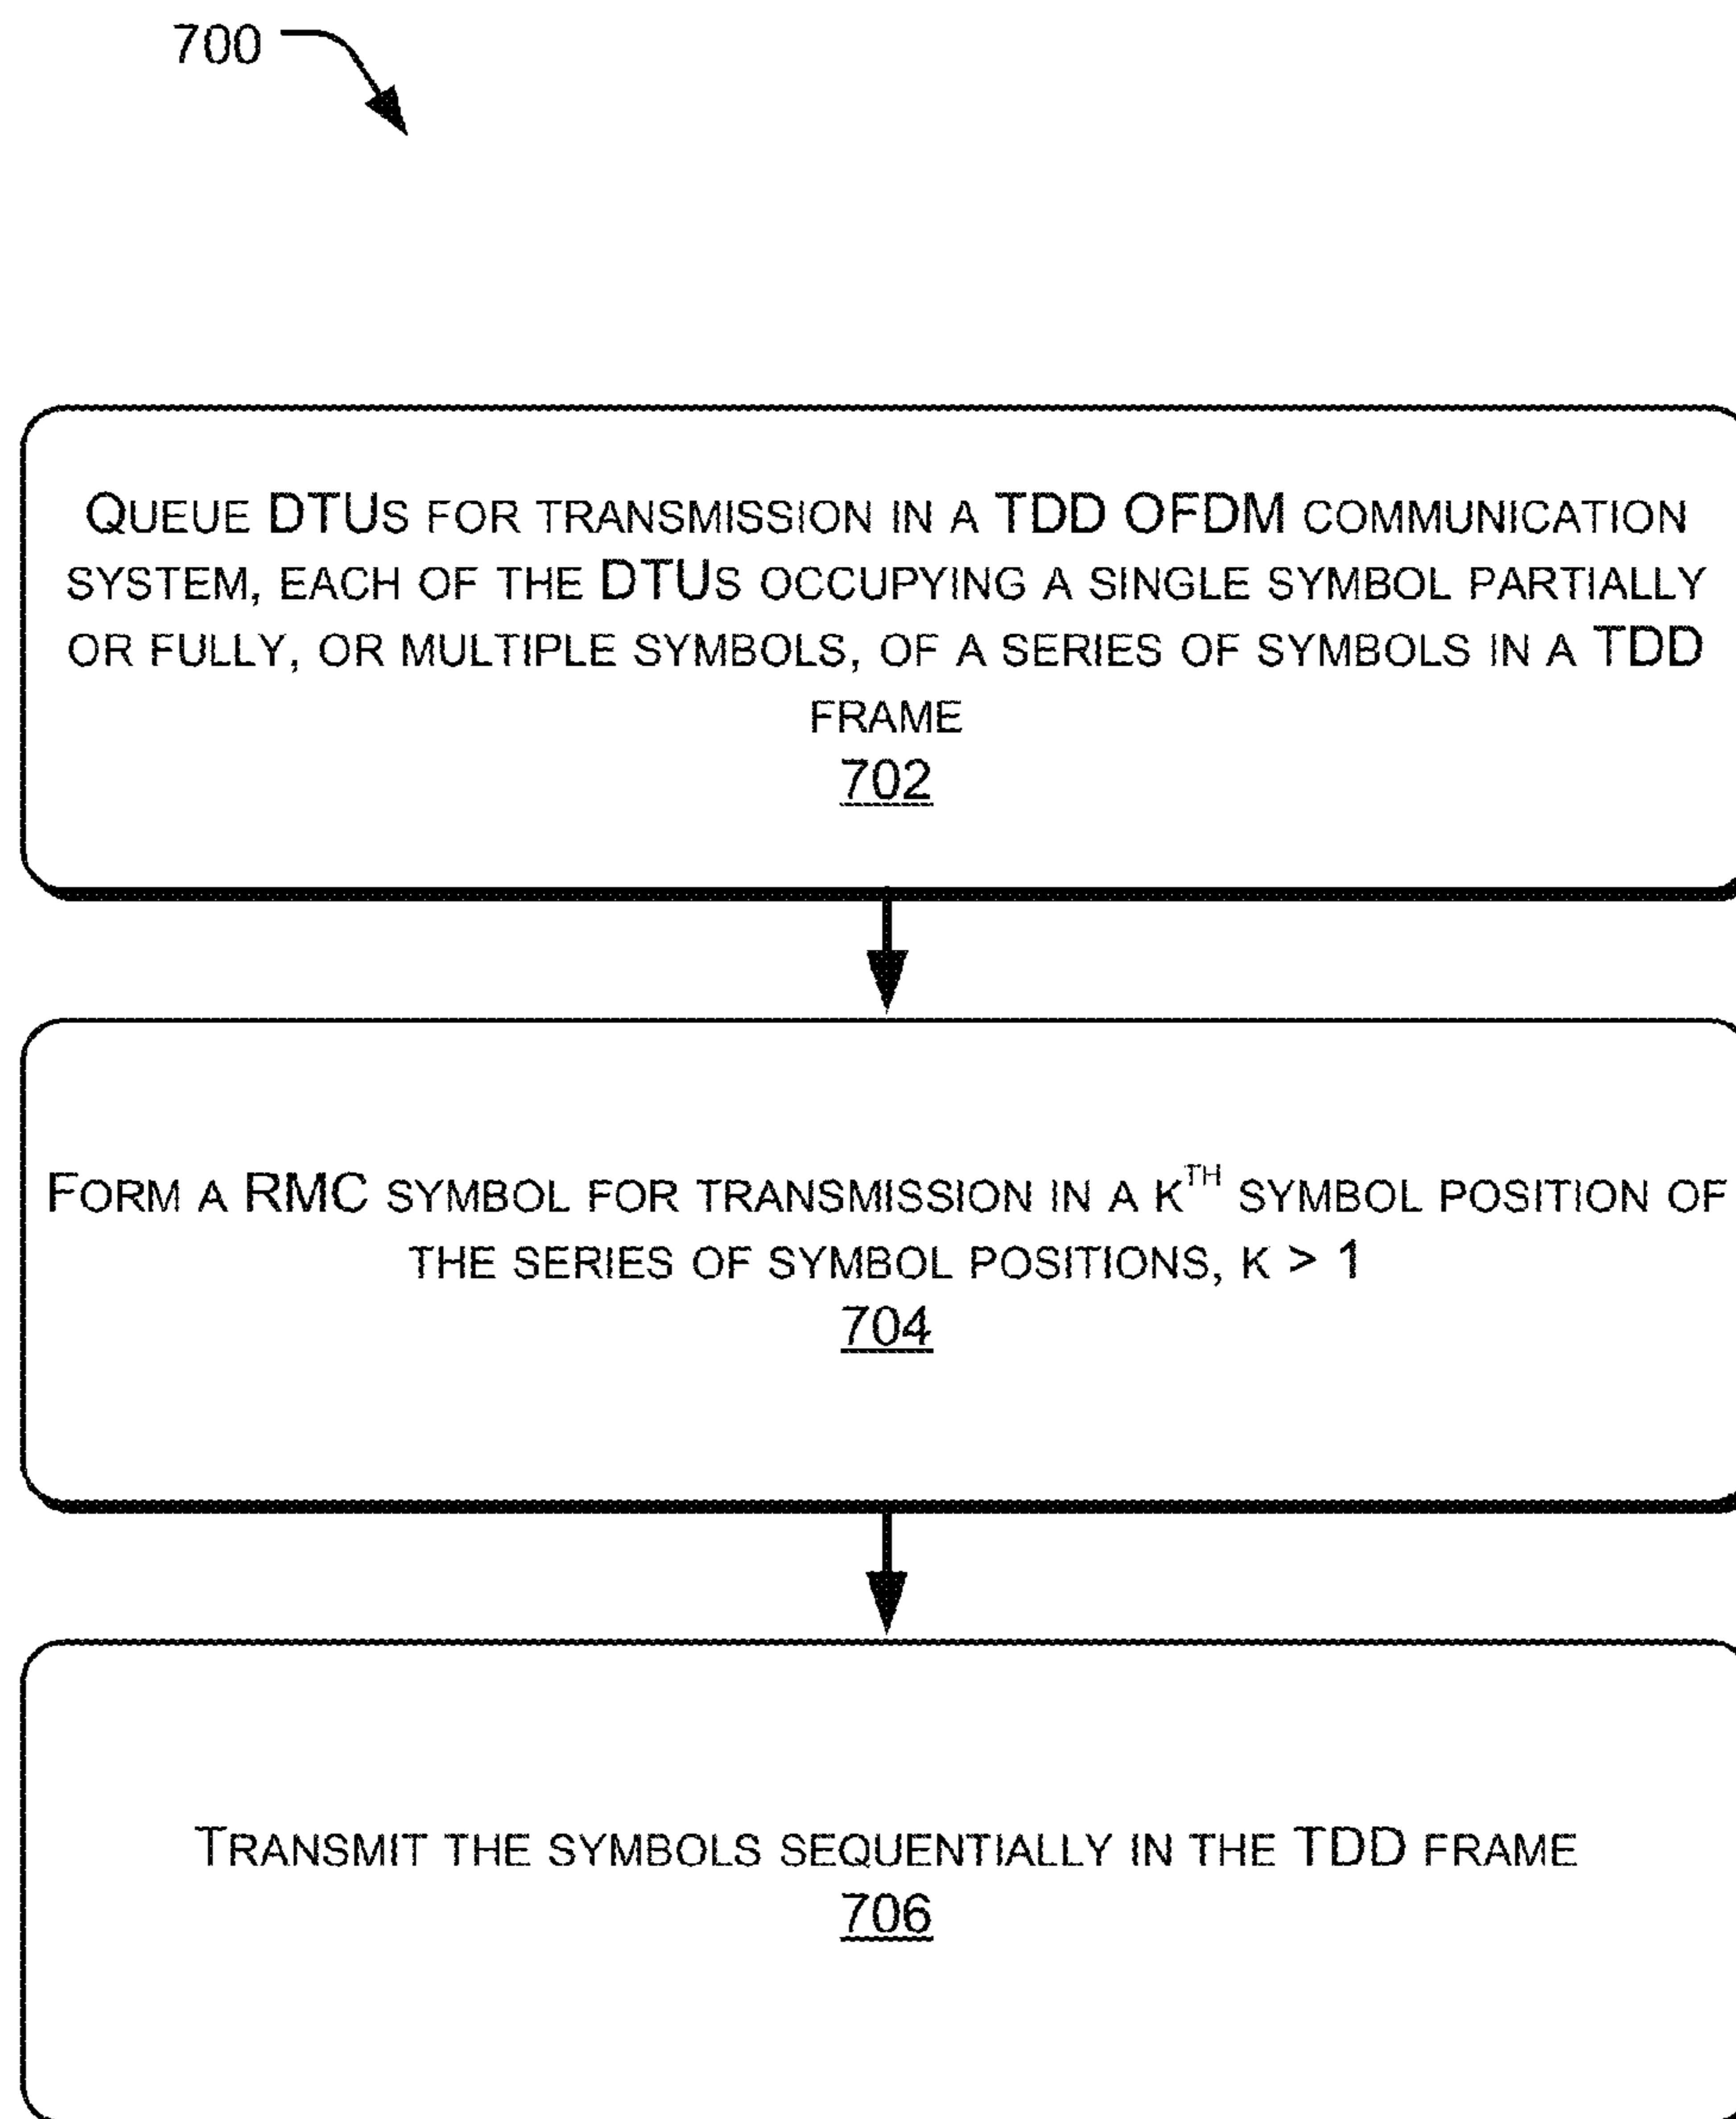 700
QUEUE DTUS FOR TRANSMISSION IN A TDD OFDM COMMUNICATION
SYSTEM, EACH OF THE DTUS OCCUPYING A SINGLE SYMBOL PARTIALLY
OR FULLY, OR MULTIPLE SYMBOLS, OF A SERIES OF SYMBOLS IN A TDD
FRAME
702
FORM A RMC SYMBOL FOR TRANSMISSION IN A K^TH SYMBOL POSITION OF
THE SERIES OF SYMBOL POSITIONS, K > 1
704
TRANSMIT THE SYMBOLS SEQUENTIALLY IN THE TDD FRAME
706